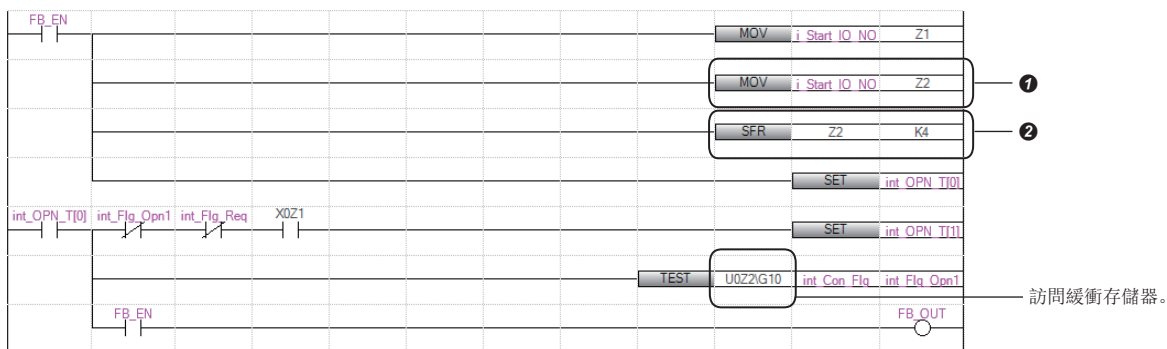 FB_EN
MOV i_Start_IO_NO Z1
MOV i_Start_IO_NO Z2 ❶
SFR Z2 K4 ❷
SET int_OPN_T[0]
int_OPN_T[0] int_Flg_Opn1 int_Flg_Req X0Z1
SET int_OPN_T[1]
TEST U0Z2\G10 int_Con_Flg int_Flg_Opn1
訪問緩衝存儲器。
FB_EN FB_OUT